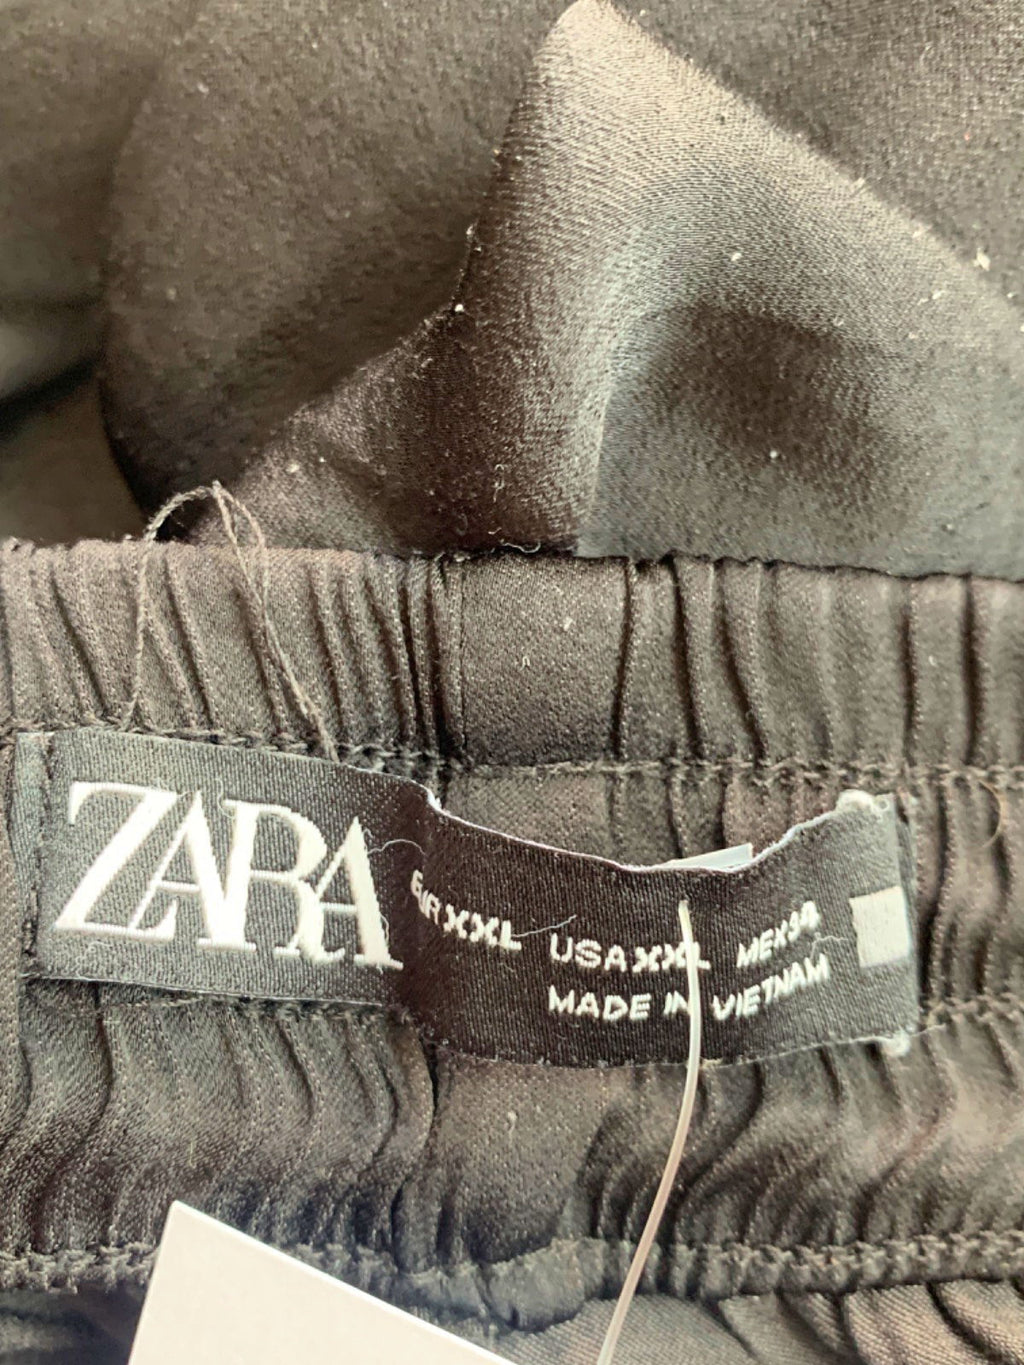 ZARA
EUR XXL USA XXL MEX 34
MADE IN VIETNAM